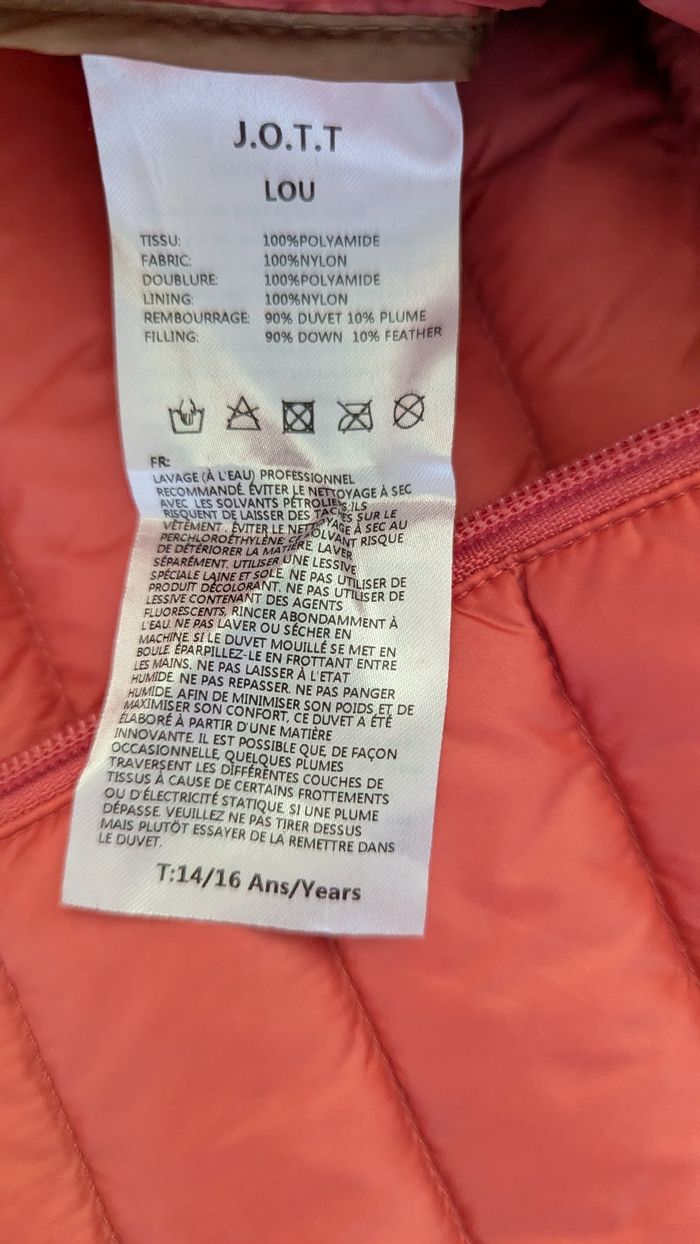 J.O.T.T
LOU
TISSU: 100%POLYAMIDE
FABRIC: 100%NYLON
DOUBLURE: 100%POLYAMIDE
LINING: 100%NYLON
REMBOURRAGE: 90% DUVET 10% PLUME
FILLING: 90% DOWN 10% FEATHER
FR:
LAVAGE (À L'EAU) PROFESSIONNEL
RECOMMANDÉ. ÉVITER LE NETTOYAGE À SEC
AVEC LES SOLVANTS PÉTROLIERS:ILS
RISQUENT DE LAISSER DES TACHES SUR LE
VÊTEMENT . ÉVITER LE NETTOYAGE À SEC AU
PERCHLOROÉTHYLÈNE: CE SOLVANT RISQUE
DE DÉTÉRIORER LA MATIÈRE. LAVER
SÉPARÉMENT. UTILISER UNE LESSIVE
SPÉCIALE LAINE ET SOLE. NE PAS UTILISER DE
PRODUIT DÉCOLORANT. NE PAS UTILISER DE
LESSIVE CONTENANT DES AGENTS
FLUORESCENTS, RINCER ABONDAMMENT À
L'EAU. NE PAS LAVER OU SÉCHER EN
MACHINE. SI LE DUVET MOUILLÉ SE MET EN
BOULE, ÉPARPILLEZ-LE EN FROTTANT ENTRE
LES MAINS. NE PAS LAISSER À L'ETAT
HUMIDE. NE PAS REPASSER. NE PAS PANGER
HUMIDE. AFIN DE MINIMISER SON POIDS ET DE
MAXIMISER SON CONFORT, CE DUVET A ÉTÉ
ÉLABORÉ À PARTIR D'UNE MATIÈRE
INNOVANTE. IL EST POSSIBLE QUE, DE FAÇON
OCCASIONNELLE, QUELQUES PLUMES
TRAVERSENT LES DIFFÉRENTES COUCHES DE
TISSUS À CAUSE DE CERTAINS FROTTEMENTS
OU D'ÉLECTRICITÉ STATIQUE. SI UNE PLUME
DÉPASSE. VEUILLEZ NE PAS TIRER DESSUS
MAIS PLUTÔT ESSAYER DE LA REMETTRE DANS
LE DUVET.
T:14/16 Ans/Years